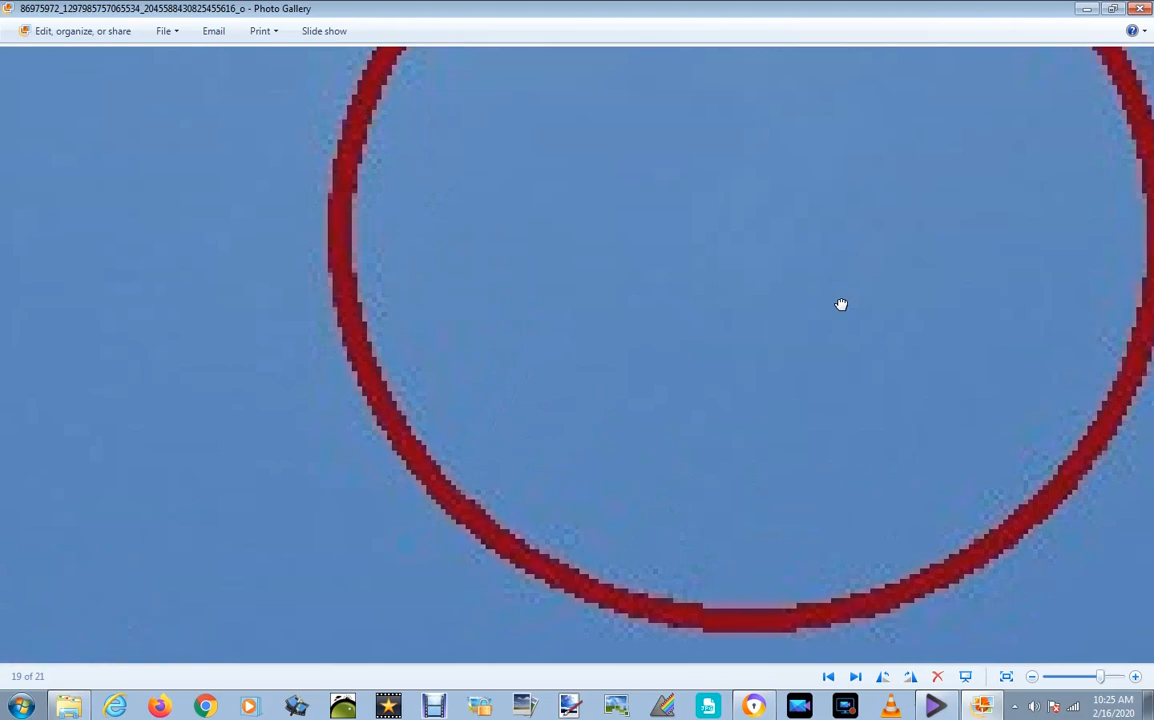 86975972_1297985757065534_2045588430825455616_o - Photo Gallery
Edit, organize, or share File Email Print Slide show
19 of 21
JPG
10:25 AM
2/16/2020